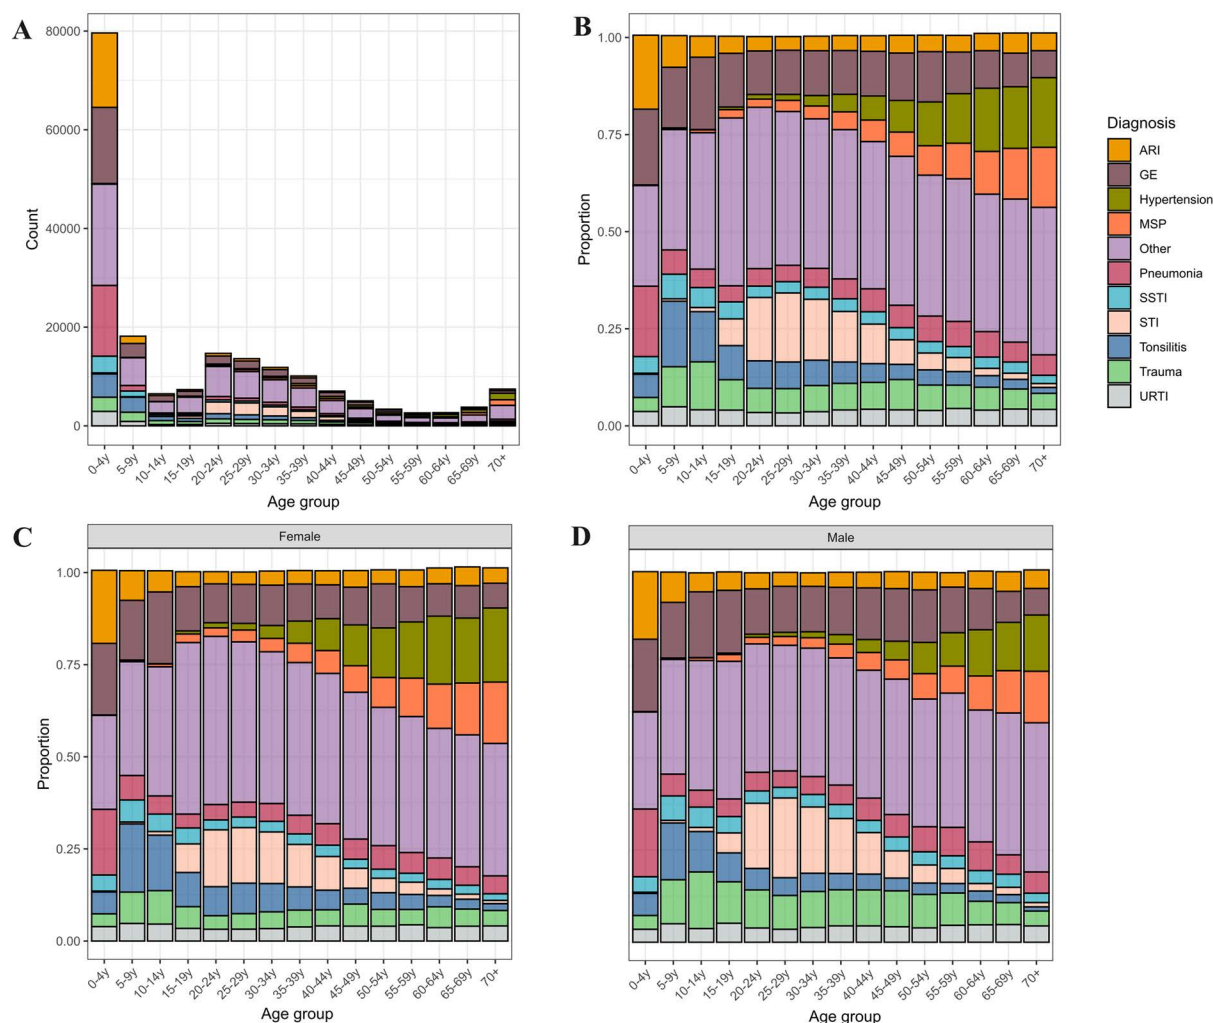 A
80000
60000
40000
20000
0
Count
0-4y
5-9y
10-14y
15-19y
20-24y
25-29y
30-34y
35-39y
40-44y
45-49y
50-54y
55-59y
60-64y
65-69y
70+
Age group
B
1.00
0.75
0.50
0.25
0.00
Proportion
0-4y
5-9y
10-14y
15-19y
20-24y
25-29y
30-34y
35-39y
40-44y
45-49y
50-54y
55-59y
60-64y
65-69y
70+
Age group
Diagnosis
ARI
GE
Hypertension
MSP
Other
Pneumonia
SSTI
STI
Tonsilitis
Trauma
URTI
C
Female
1.00
0.75
0.50
0.25
0.00
Proportion
0-4y
5-9y
10-14y
15-19y
20-24y
25-29y
30-34y
35-39y
40-44y
45-49y
50-54y
55-59y
60-64y
65-69y
70+
Age group
D
Male
0-4y
5-9y
10-14y
15-19y
20-24y
25-29y
30-34y
35-39y
40-44y
45-49y
50-54y
55-59y
60-64y
65-69y
70+
Age group